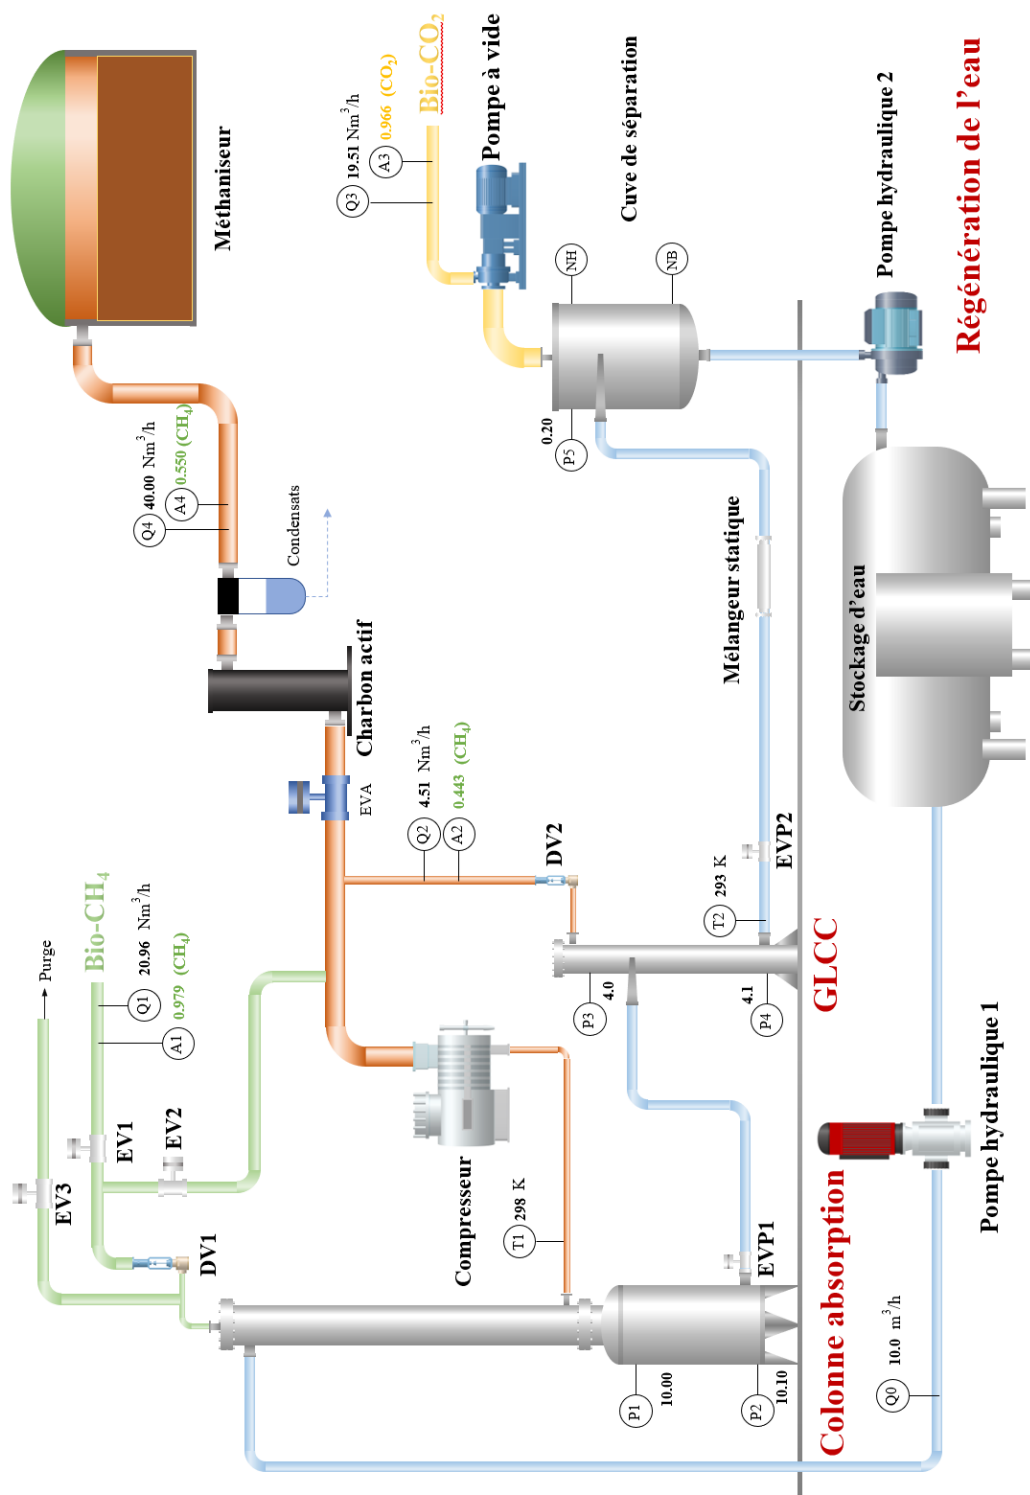 Purge
EV3
Bio-CH₄
Q1 20.96 Nm³/h
A1 0.979 (CH₄)
EV1
EV2
DV1
Méthaniseur
Q4 40.00 Nm³/h
A4 0.550 (CH₄)
Condensats
Charbon actif
EVA
Compresseur
T1 298 K
Q2 4.51 Nm³/h
A2 0.443 (CH₄)
DV2
Bio-CO₂
Q3 19.51 Nm³/h
A3 0.966 (CO₂)
Pompe à vide
Cuve de séparation
NH
NB
P5 0.20
Mélangeur statique
EVP2
T2 293 K
P3 4.0
P4 4.1
GLCC
EVP1
P1 10.00
P2 10.10
Colonne absorption
Q0 10.0 m³/h
Pompe hydraulique 1
Stockage d'eau
Pompe hydraulique 2
Régénération de l'eau